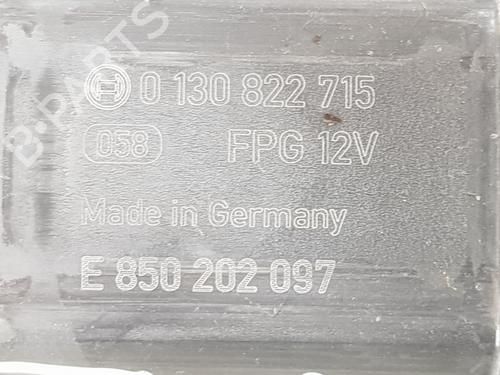 0 130 822 715
058 FPG 12V
Made in Germany
E 850 202 097
B-PARTS